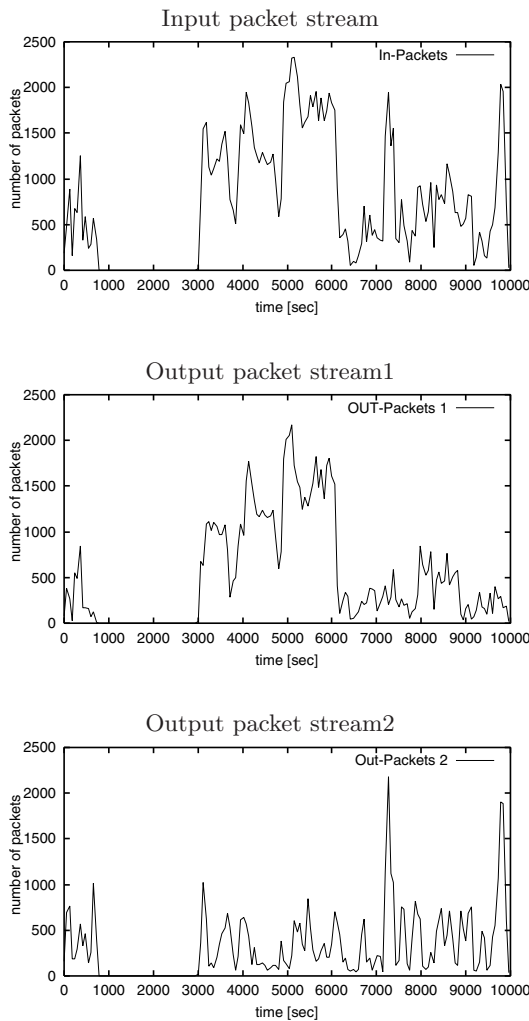 Input packet stream
2500
2000
1500
1000
500
0
number of packets
In-Packets
0 1000 2000 3000 4000 5000 6000 7000 8000 9000 10000
time [sec]
Output packet stream1
2500
2000
1500
1000
500
0
number of packets
OUT-Packets 1
0 1000 2000 3000 4000 5000 6000 7000 8000 9000 10000
time [sec]
Output packet stream2
2500
2000
1500
1000
500
0
number of packets
Out-Packets 2
0 1000 2000 3000 4000 5000 6000 7000 8000 9000 10000
time [sec]